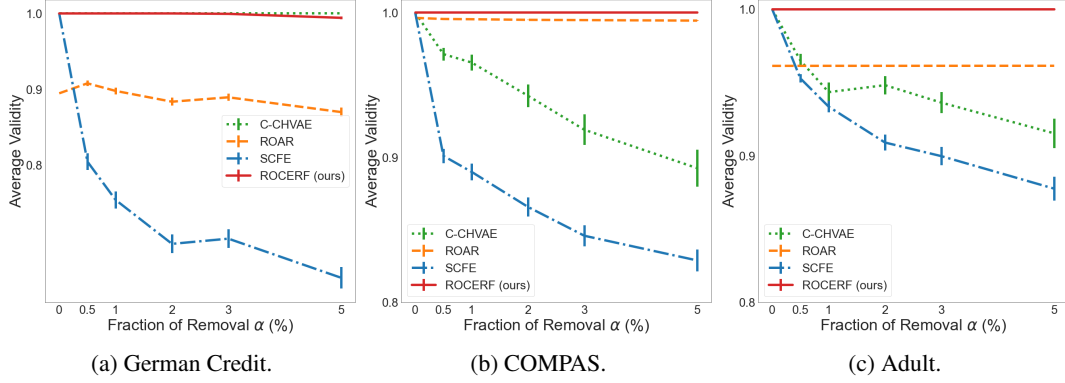 1.0
0.9
0.8
Average Validity
C-CHVAE
ROAR
SCFE
ROCERF (ours)
0 0.5 1 2 3 5
Fraction of Removal α (%)
(a) German Credit.
1.0
0.9
0.8
Average Validity
C-CHVAE
ROAR
SCFE
ROCERF (ours)
0 0.5 1 2 3 5
Fraction of Removal α (%)
(b) COMPAS.
1.0
0.9
0.8
Average Validity
C-CHVAE
ROAR
SCFE
ROCERF (ours)
0 0.5 1 2 3 5
Fraction of Removal α (%)
(c) Adult.